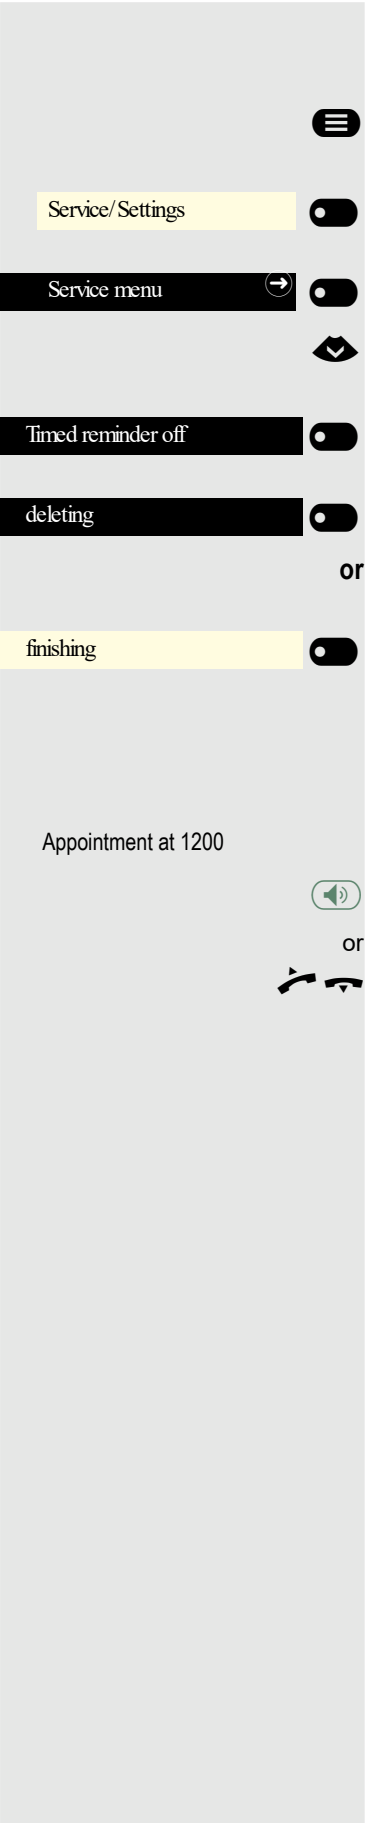 Service/Settings
Service menu
Timed reminder off
deleting
or
finishing
Appointment at 1200
or